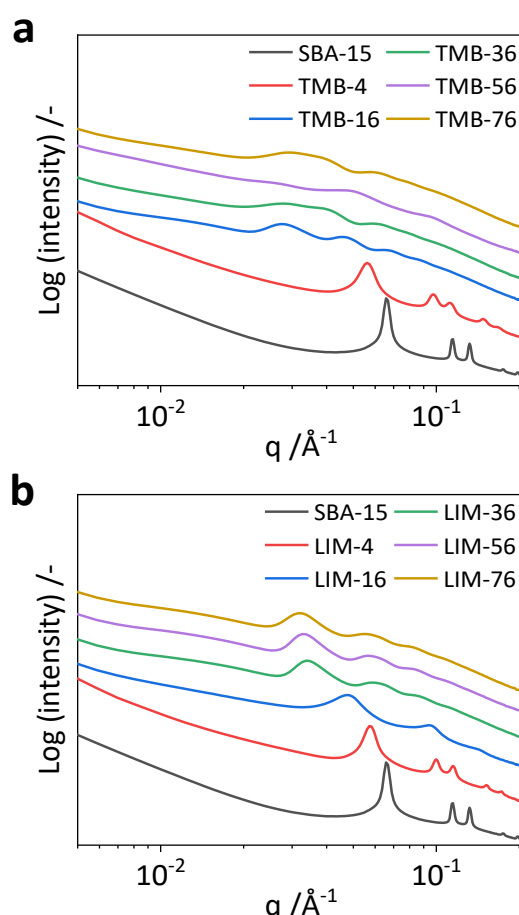 a
SBA-15 TMB-36
TMB-4 TMB-56
TMB-16 TMB-76
Log (intensity) /-
10⁻² 10⁻¹
q /Å⁻¹
b
SBA-15 LIM-36
LIM-4 LIM-56
LIM-16 LIM-76
Log (intensity) /-
10⁻² 10⁻¹
q /Å⁻¹